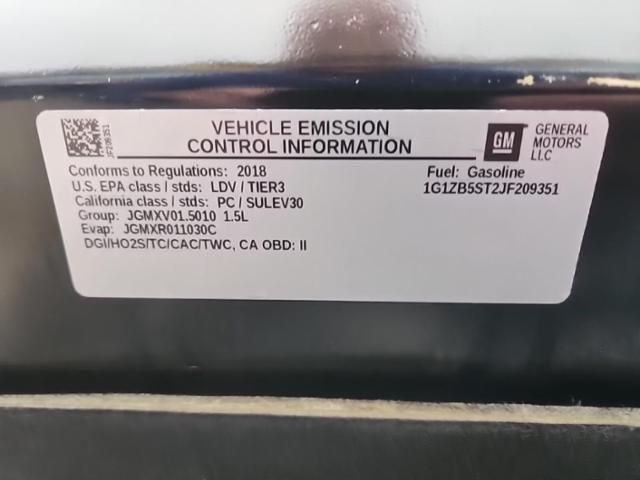 JF209351
VEHICLE EMISSION
CONTROL INFORMATION
GM
GENERAL
MOTORS
LLC
Conforms to Regulations: 2018
Fuel: Gasoline
U.S. EPA class / stds: LDV / TIER3
1G1ZB5ST2JF209351
California class / stds: PC / SULEV30
Group: JGMXV01.5010 1.5L
Evap: JGMXR011030C
DGI/HO2S/TC/CAC/TWC, CA OBD: II